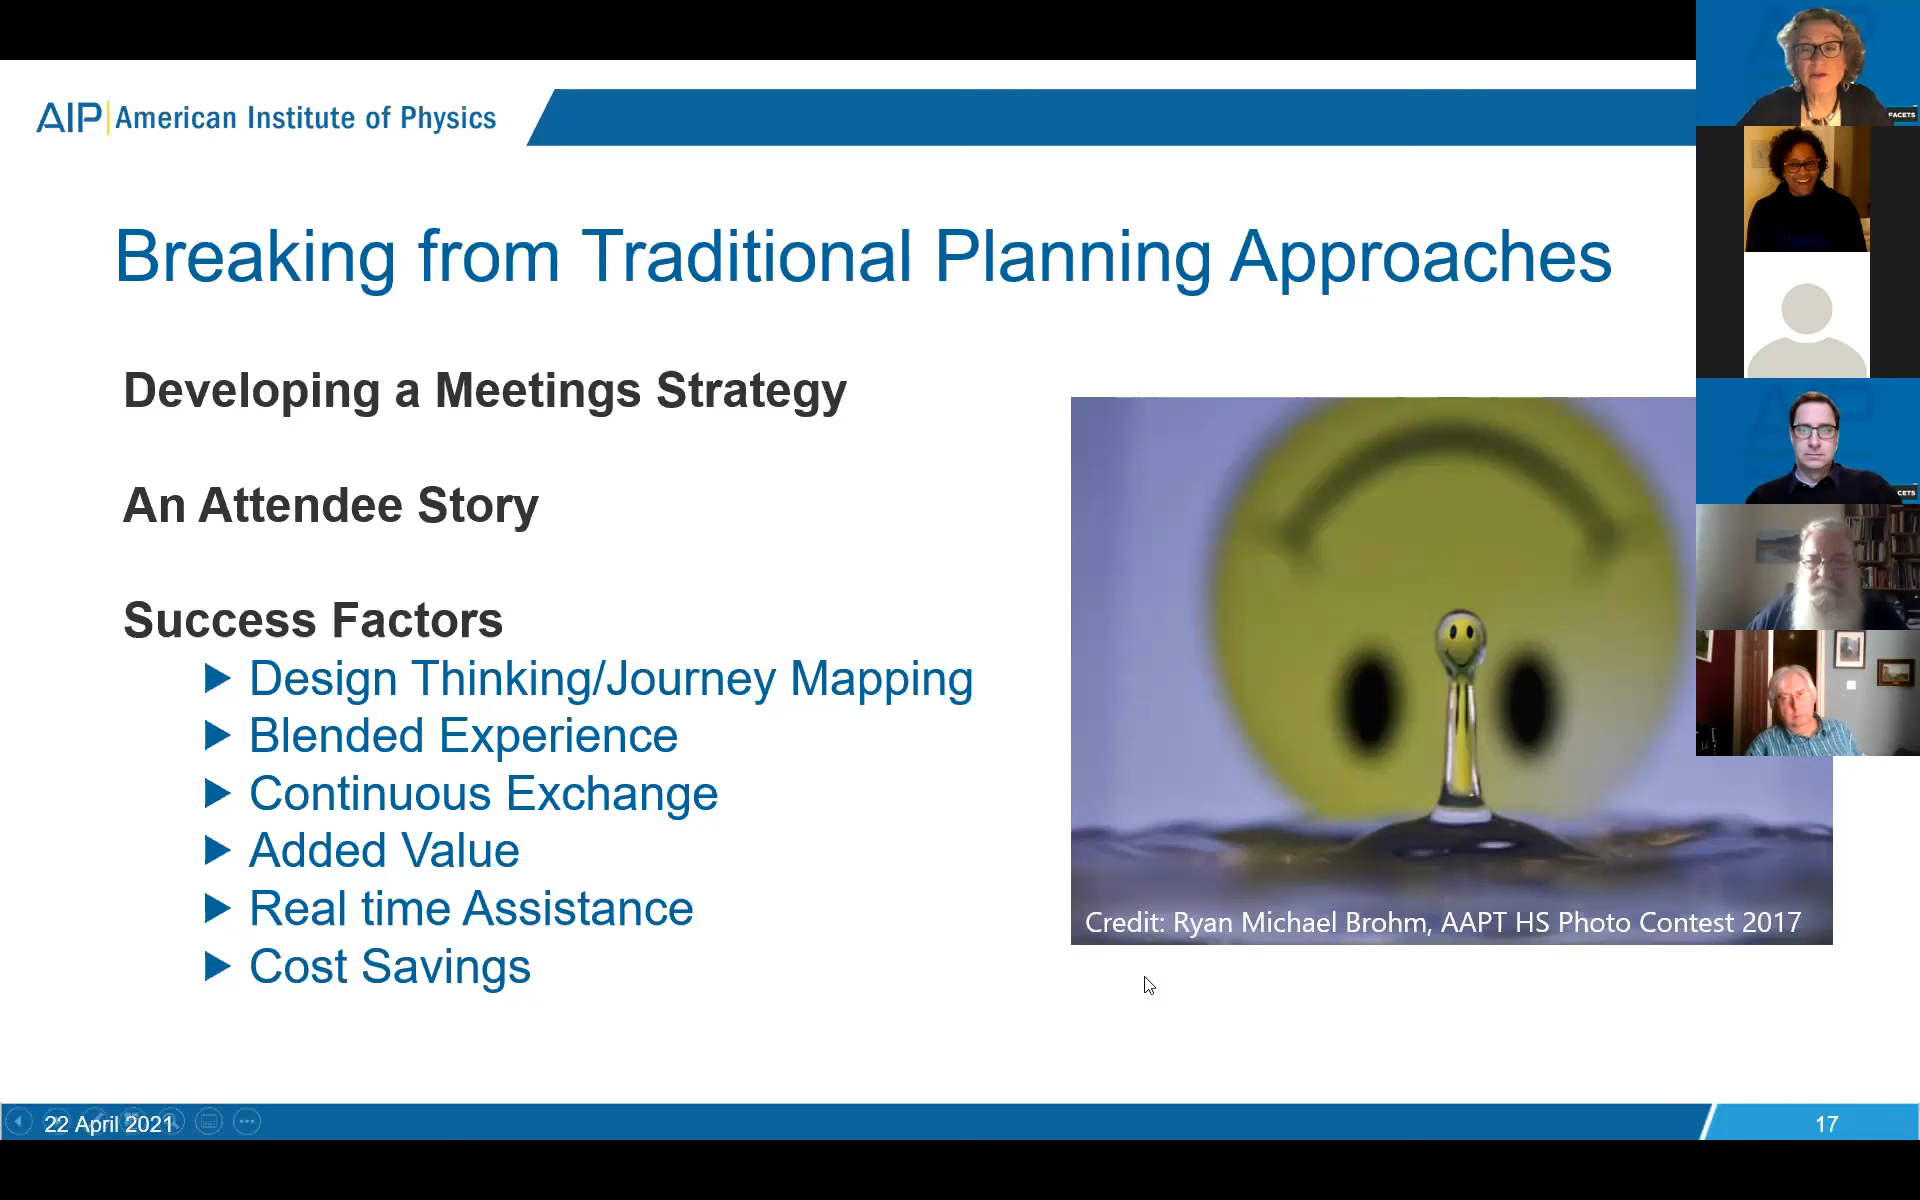 AIP American Institute of Physics
FACETS
Breaking from Traditional Planning Approaches
Developing a Meetings Strategy
An Attendee Story
CETS
Success Factors
▶ Design Thinking/Journey Mapping
▶ Blended Experience
▶ Continuous Exchange
▶ Added Value
▶ Real time Assistance
▶ Cost Savings
Credit: Ryan Michael Brohm, AAPT HS Photo Contest 2017
22 April 2021
17